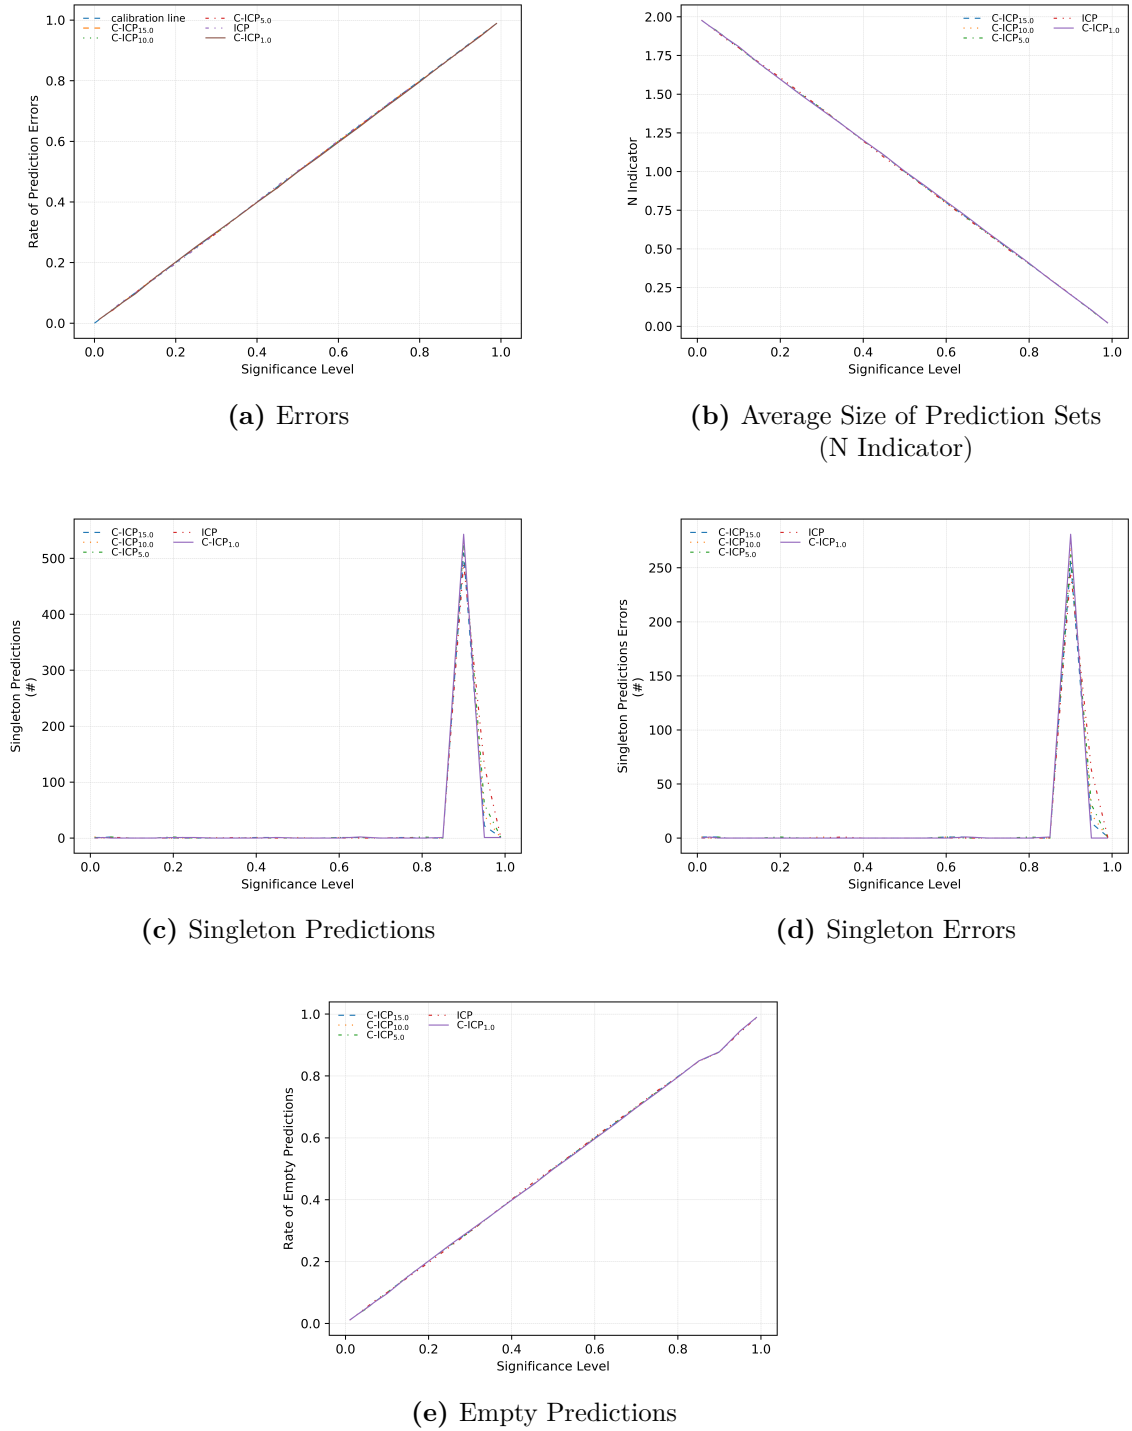 calibration line C-ICP5.0
C-ICP15.0 ICP
C-ICP10.0 C-ICP1.0
Rate of Prediction Errors
1.0
0.8
0.6
0.4
0.2
0.0
0.0 0.2 0.4 0.6 0.8 1.0
Significance Level
(a) Errors
C-ICP15.0 ICP
C-ICP10.0 C-ICP1.0
C-ICP5.0
N Indicator
2.00
1.75
1.50
1.25
1.00
0.75
0.50
0.25
0.00
0.0 0.2 0.4 0.6 0.8 1.0
Significance Level
(b) Average Size of Prediction Sets
(N Indicator)
C-ICP15.0 ICP
C-ICP10.0 C-ICP1.0
C-ICP5.0
Singleton Predictions
(#)
500
400
300
200
100
0
0.0 0.2 0.4 0.6 0.8 1.0
Significance Level
(c) Singleton Predictions
C-ICP15.0 ICP
C-ICP10.0 C-ICP1.0
C-ICP5.0
Singleton Predictions Errors
(#)
250
200
150
100
50
0
0.0 0.2 0.4 0.6 0.8 1.0
Significance Level
(d) Singleton Errors
C-ICP15.0 ICP
C-ICP10.0 C-ICP1.0
C-ICP5.0
Rate of Empty Predictions
1.0
0.8
0.6
0.4
0.2
0.0
0.0 0.2 0.4 0.6 0.8 1.0
Significance Level
(e) Empty Predictions